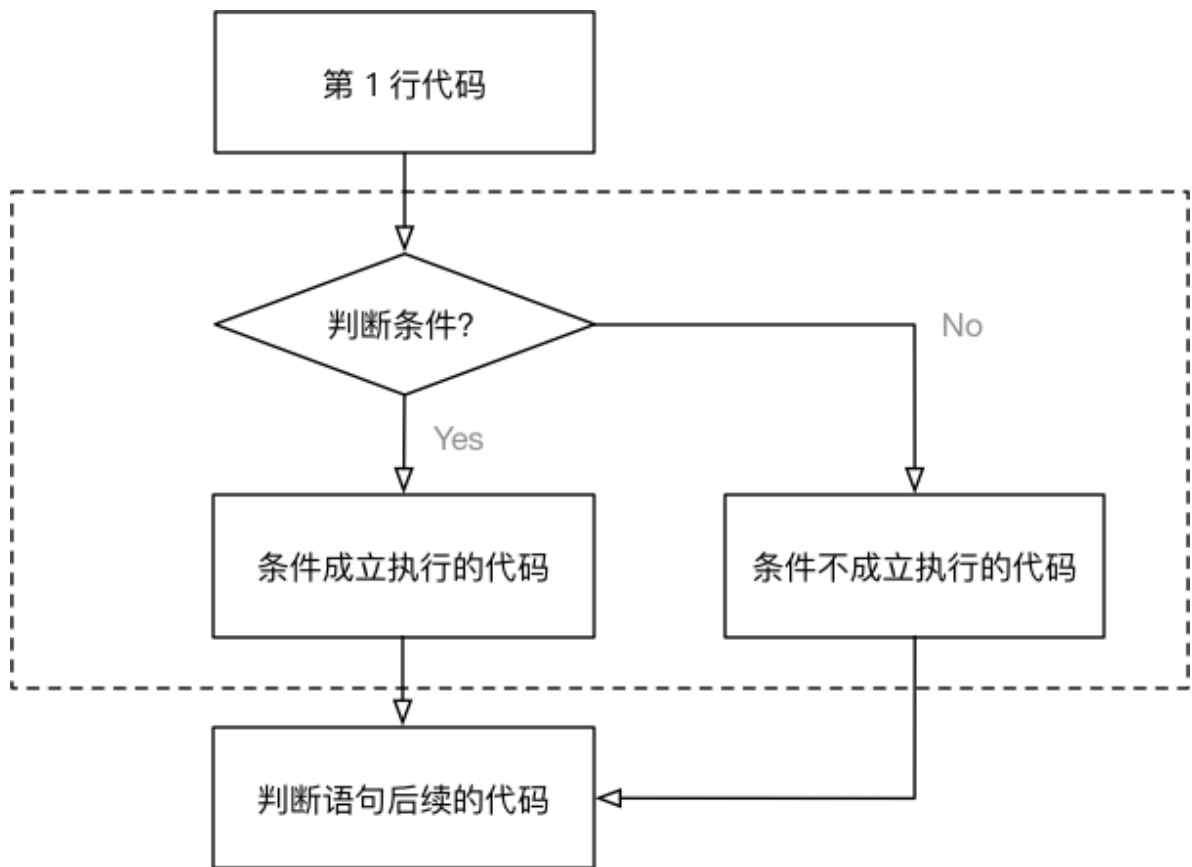 第 1 行代码
判断条件?
No
Yes
条件成立执行的代码
条件不成立执行的代码
判断语句后续的代码